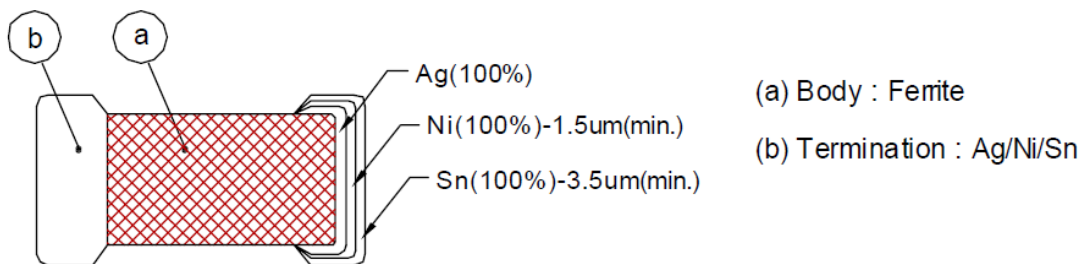 b
a
Ag(100%)
Ni(100%)-1.5um(min.)
Sn(100%)-3.5um(min.)
(a) Body : Ferrite
(b) Termination : Ag/Ni/Sn